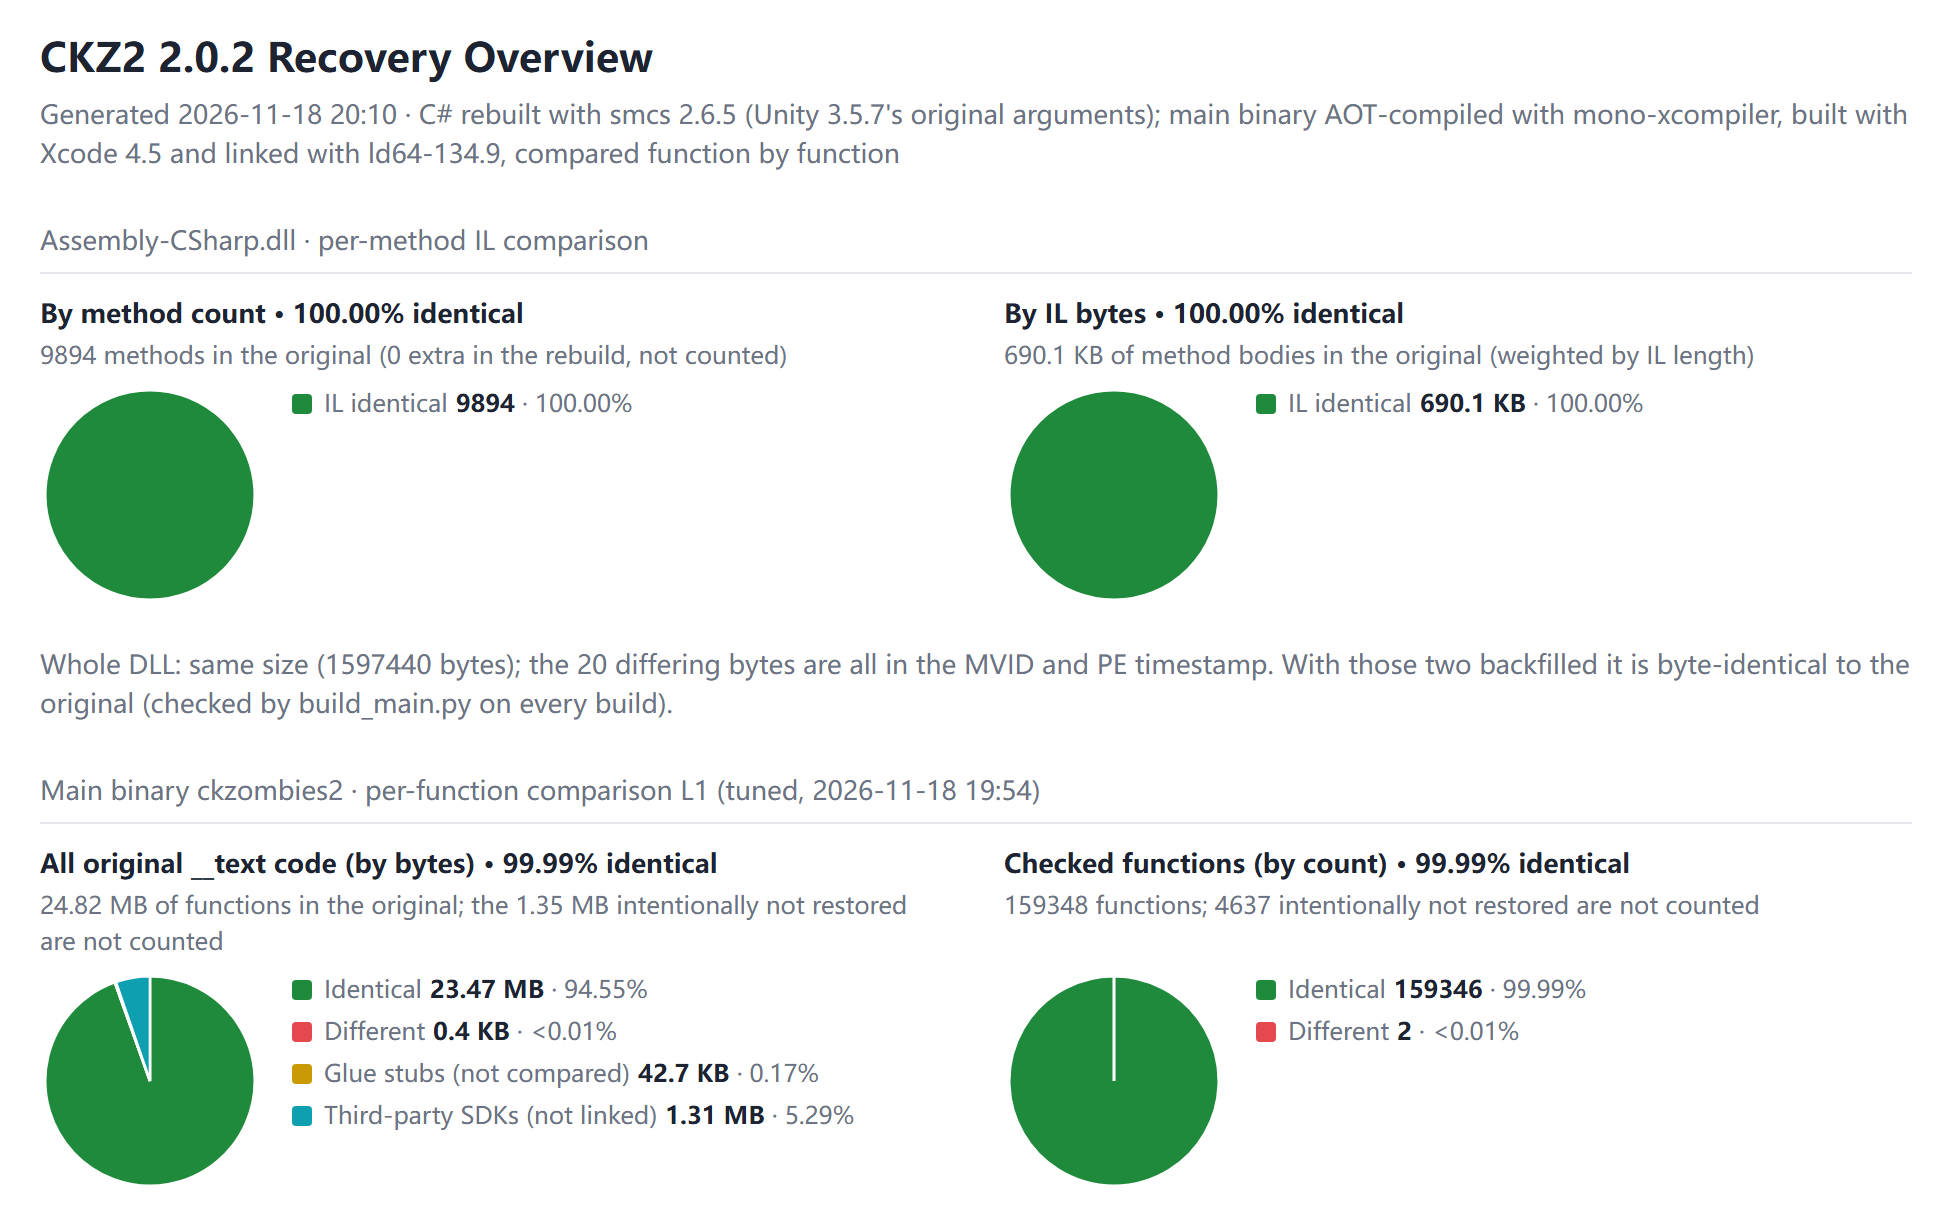 CKZ2 2.0.2 Recovery Overview
Generated 2026-11-18 20:10 · C# rebuilt with smcs 2.6.5 (Unity 3.5.7's original arguments); main binary AOT-compiled with mono-xcompiler, built with
Xcode 4.5 and linked with ld64-134.9, compared function by function
Assembly-CSharp.dll · per-method IL comparison
By method count • 100.00% identical
9894 methods in the original (0 extra in the rebuild, not counted)
IL identical 9894 · 100.00%
By IL bytes • 100.00% identical
690.1 KB of method bodies in the original (weighted by IL length)
IL identical 690.1 KB · 100.00%
Whole DLL: same size (1597440 bytes); the 20 differing bytes are all in the MVID and PE timestamp. With those two backfilled it is byte-identical to the
original (checked by build_main.py on every build).
Main binary ckzombies2 · per-function comparison L1 (tuned, 2026-11-18 19:54)
All original __text code (by bytes) • 99.99% identical
24.82 MB of functions in the original; the 1.35 MB intentionally not restored
are not counted
Identical 23.47 MB · 94.55%
Different 0.4 KB · <0.01%
Glue stubs (not compared) 42.7 KB · 0.17%
Third-party SDKs (not linked) 1.31 MB · 5.29%
Checked functions (by count) • 99.99% identical
159348 functions; 4637 intentionally not restored are not counted
Identical 159346 · 99.99%
Different 2 · <0.01%